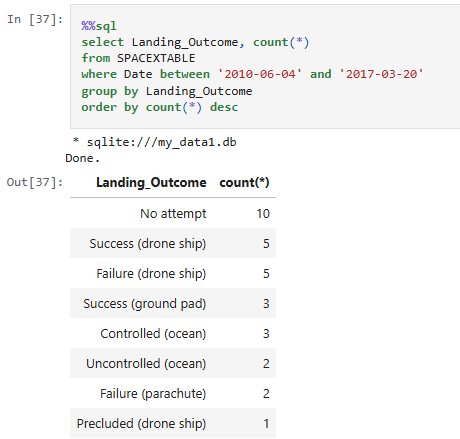 In [37]: %%sql
select Landing_Outcome, count(*)
from SPACEXTABLE
where Date between '2010-06-04' and '2017-03-20'
group by Landing_Outcome
order by count(*) desc
* sqlite:///my_data1.db
Done.
Out[37]: Landing_Outcome count(*)
No attempt 10
Success (drone ship) 5
Failure (drone ship) 5
Success (ground pad) 3
Controlled (ocean) 3
Uncontrolled (ocean) 2
Failure (parachute) 2
Precluded (drone ship) 1